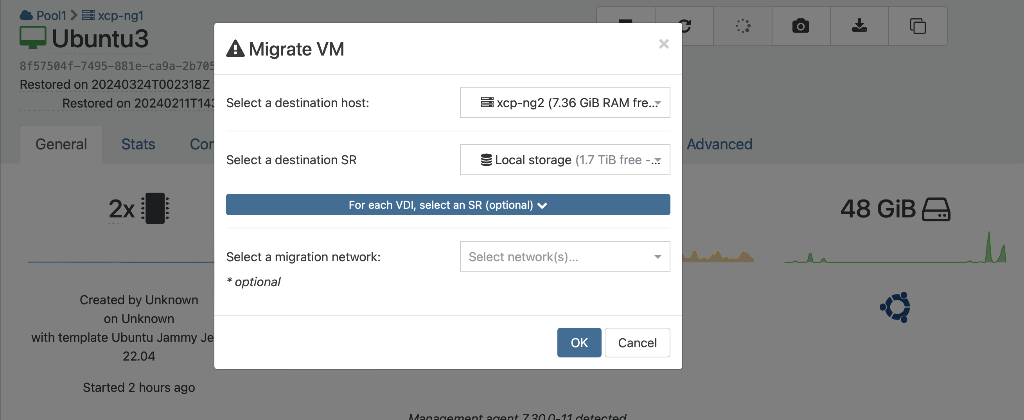 Pool1 > xcp-ng1
Ubuntu3
8f57504f-7495-881e-ca9a-2b705
Restored on 20240324T002318Z
Restored on 20240211T143
Migrate VM
×
Select a destination host:
xcp-ng2 (7.36 GiB RAM fre...
Select a destination SR
Local storage (1.7 TiB free -...
For each VDI, select an SR (optional)
Select a migration network:
Select network(s)...
* optional
OK
Cancel
General
Stats
Con
Advanced
2x
48 GiB
Created by Unknown
on Unknown
with template Ubuntu Jammy Je
22.04
Started 2 hours ago
Management agent 7.30.0-11 detected